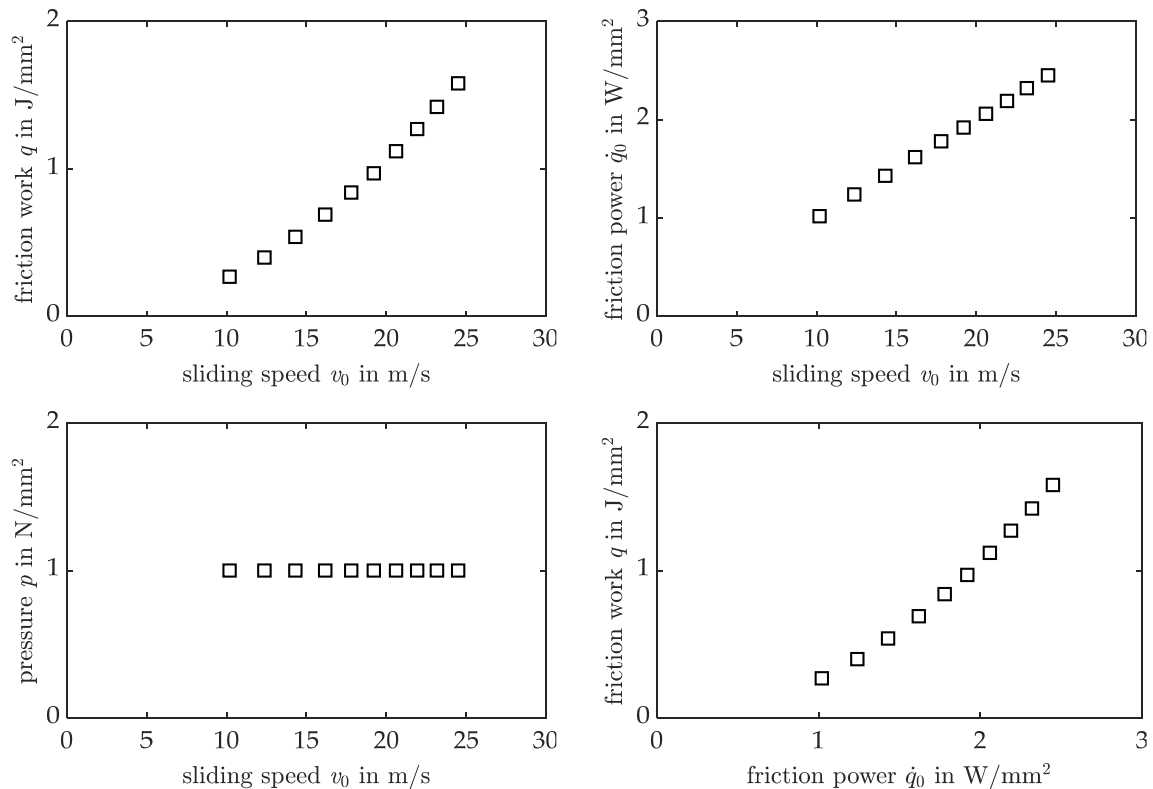 2
1
0
friction work q in J/mm²
0 5 10 15 20 25 30
sliding speed v₀ in m/s
3
2
1
0
friction power q̇₀ in W/mm²
0 5 10 15 20 25 30
sliding speed v₀ in m/s
2
1
0
pressure p in N/mm²
0 5 10 15 20 25 30
sliding speed v₀ in m/s
2
1
0
friction work q in J/mm²
0 1 2 3
friction power q̇₀ in W/mm²